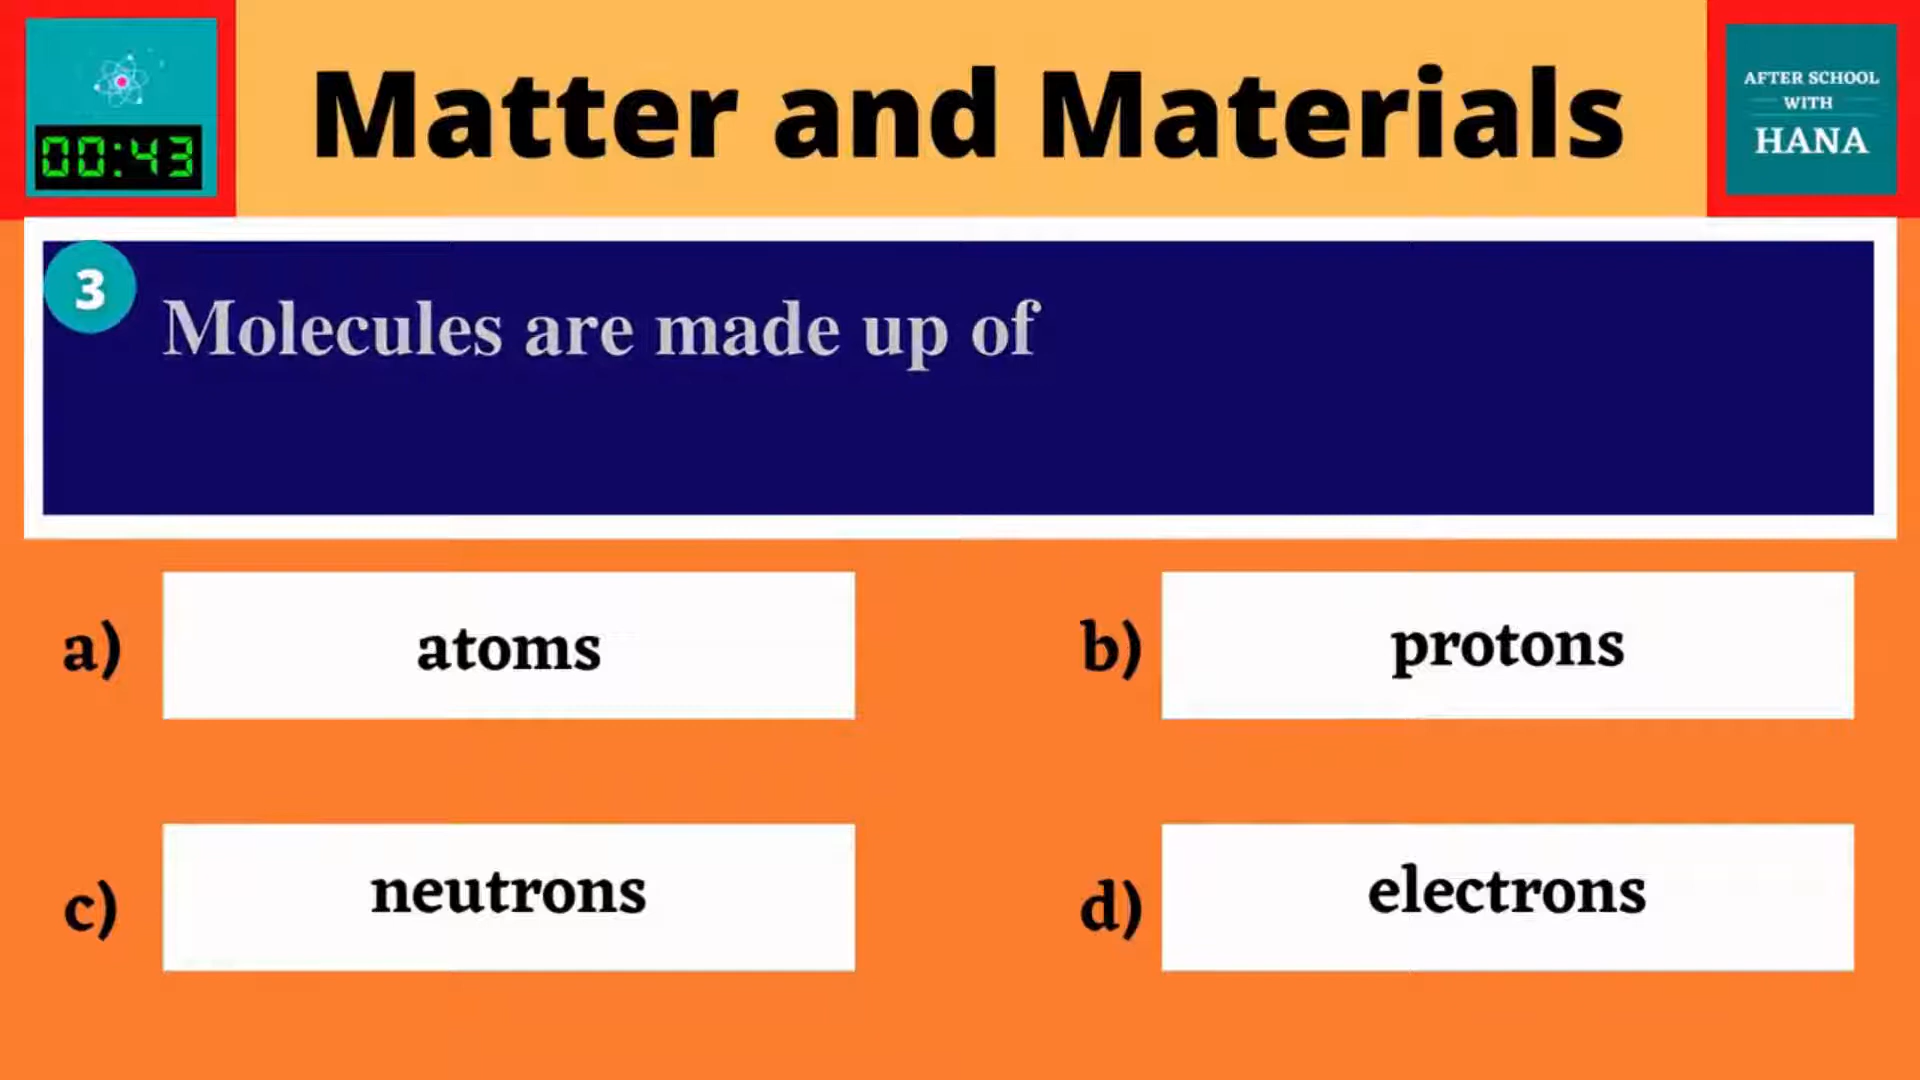 00:43
Matter and Materials
AFTER SCHOOL
WITH
HANA
3
Molecules are made up of
a) atoms
b) protons
c) neutrons
d) electrons